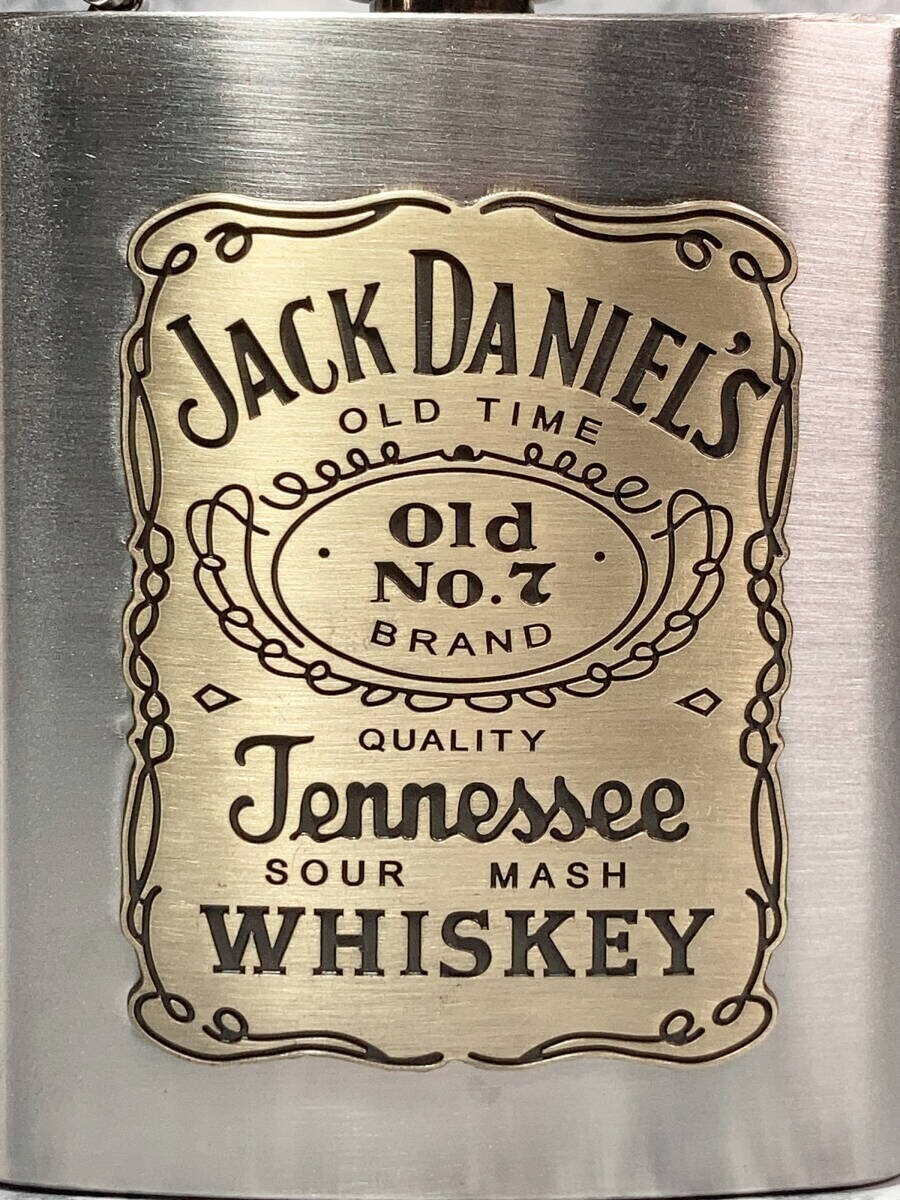 JACK DANIEL'S
OLD TIME
Old
No.7
BRAND
QUALITY
Tennessee
SOUR MASH
WHISKEY